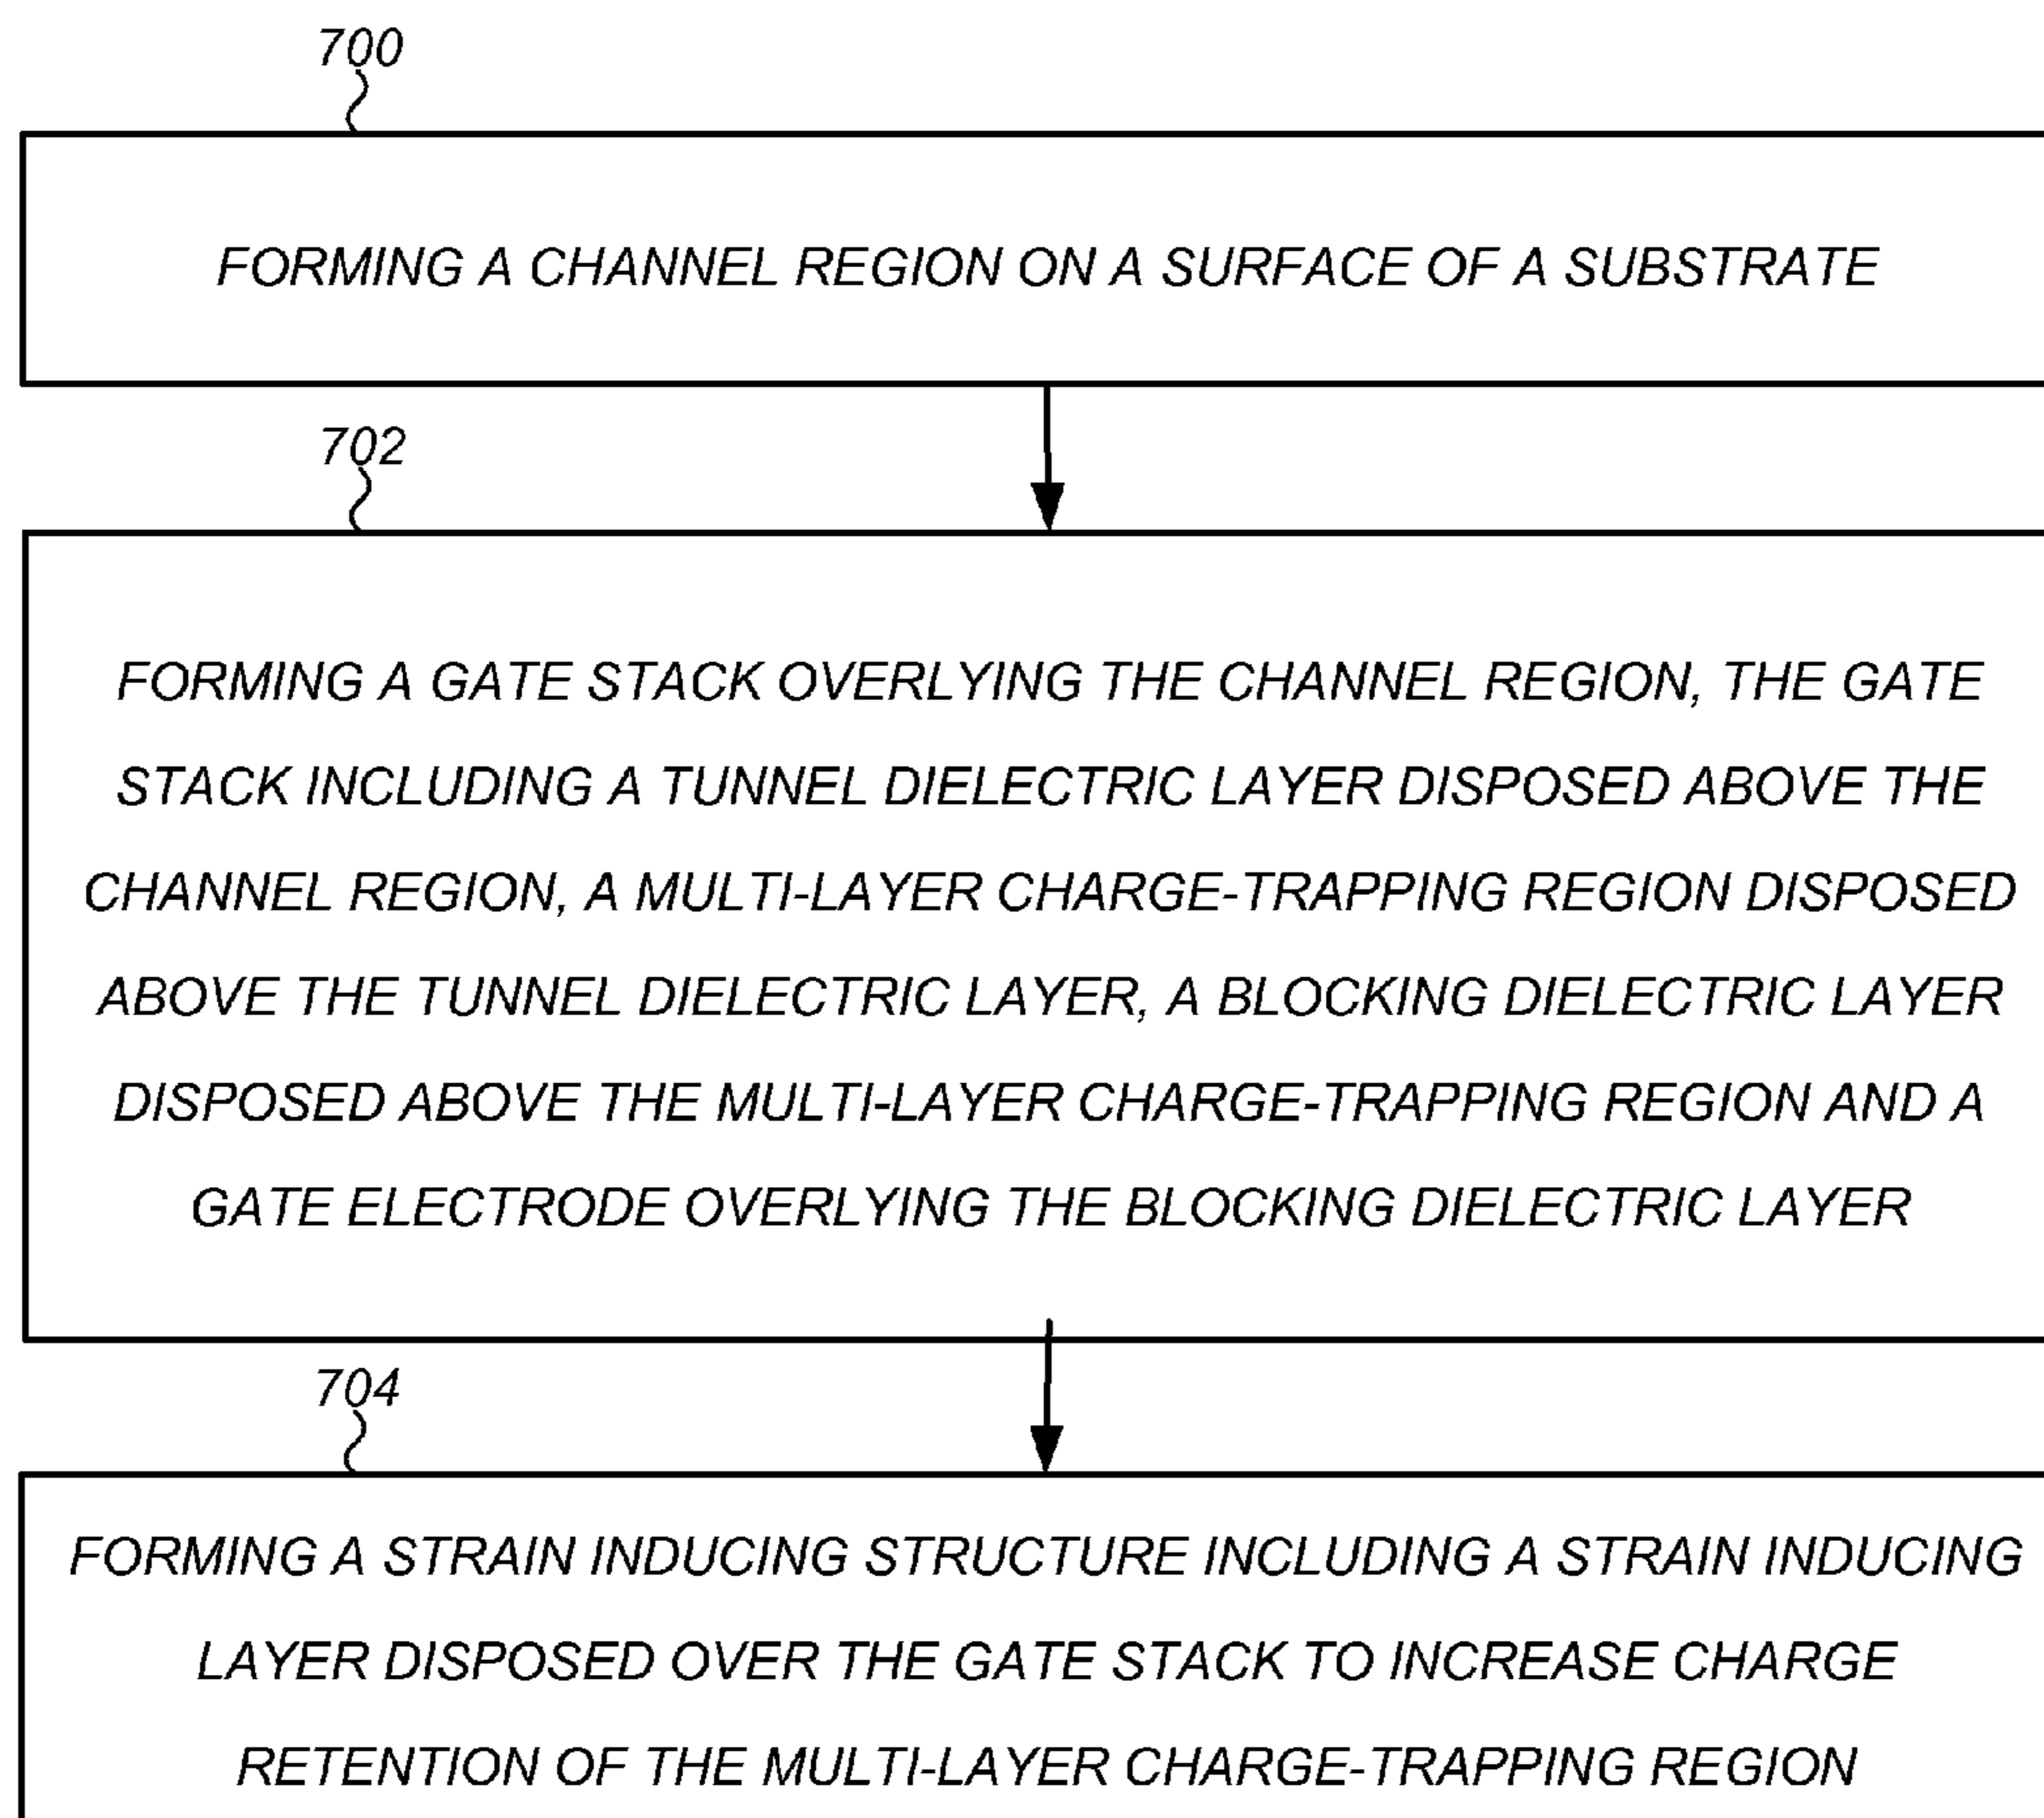 700
FORMING A CHANNEL REGION ON A SURFACE OF A SUBSTRATE
702
FORMING A GATE STACK OVERLYING THE CHANNEL REGION, THE GATE
STACK INCLUDING A TUNNEL DIELECTRIC LAYER DISPOSED ABOVE THE
CHANNEL REGION, A MULTI-LAYER CHARGE-TRAPPING REGION DISPOSED
ABOVE THE TUNNEL DIELECTRIC LAYER, A BLOCKING DIELECTRIC LAYER
DISPOSED ABOVE THE MULTI-LAYER CHARGE-TRAPPING REGION AND A
GATE ELECTRODE OVERLYING THE BLOCKING DIELECTRIC LAYER
704
FORMING A STRAIN INDUCING STRUCTURE INCLUDING A STRAIN INDUCING
LAYER DISPOSED OVER THE GATE STACK TO INCREASE CHARGE
RETENTION OF THE MULTI-LAYER CHARGE-TRAPPING REGION